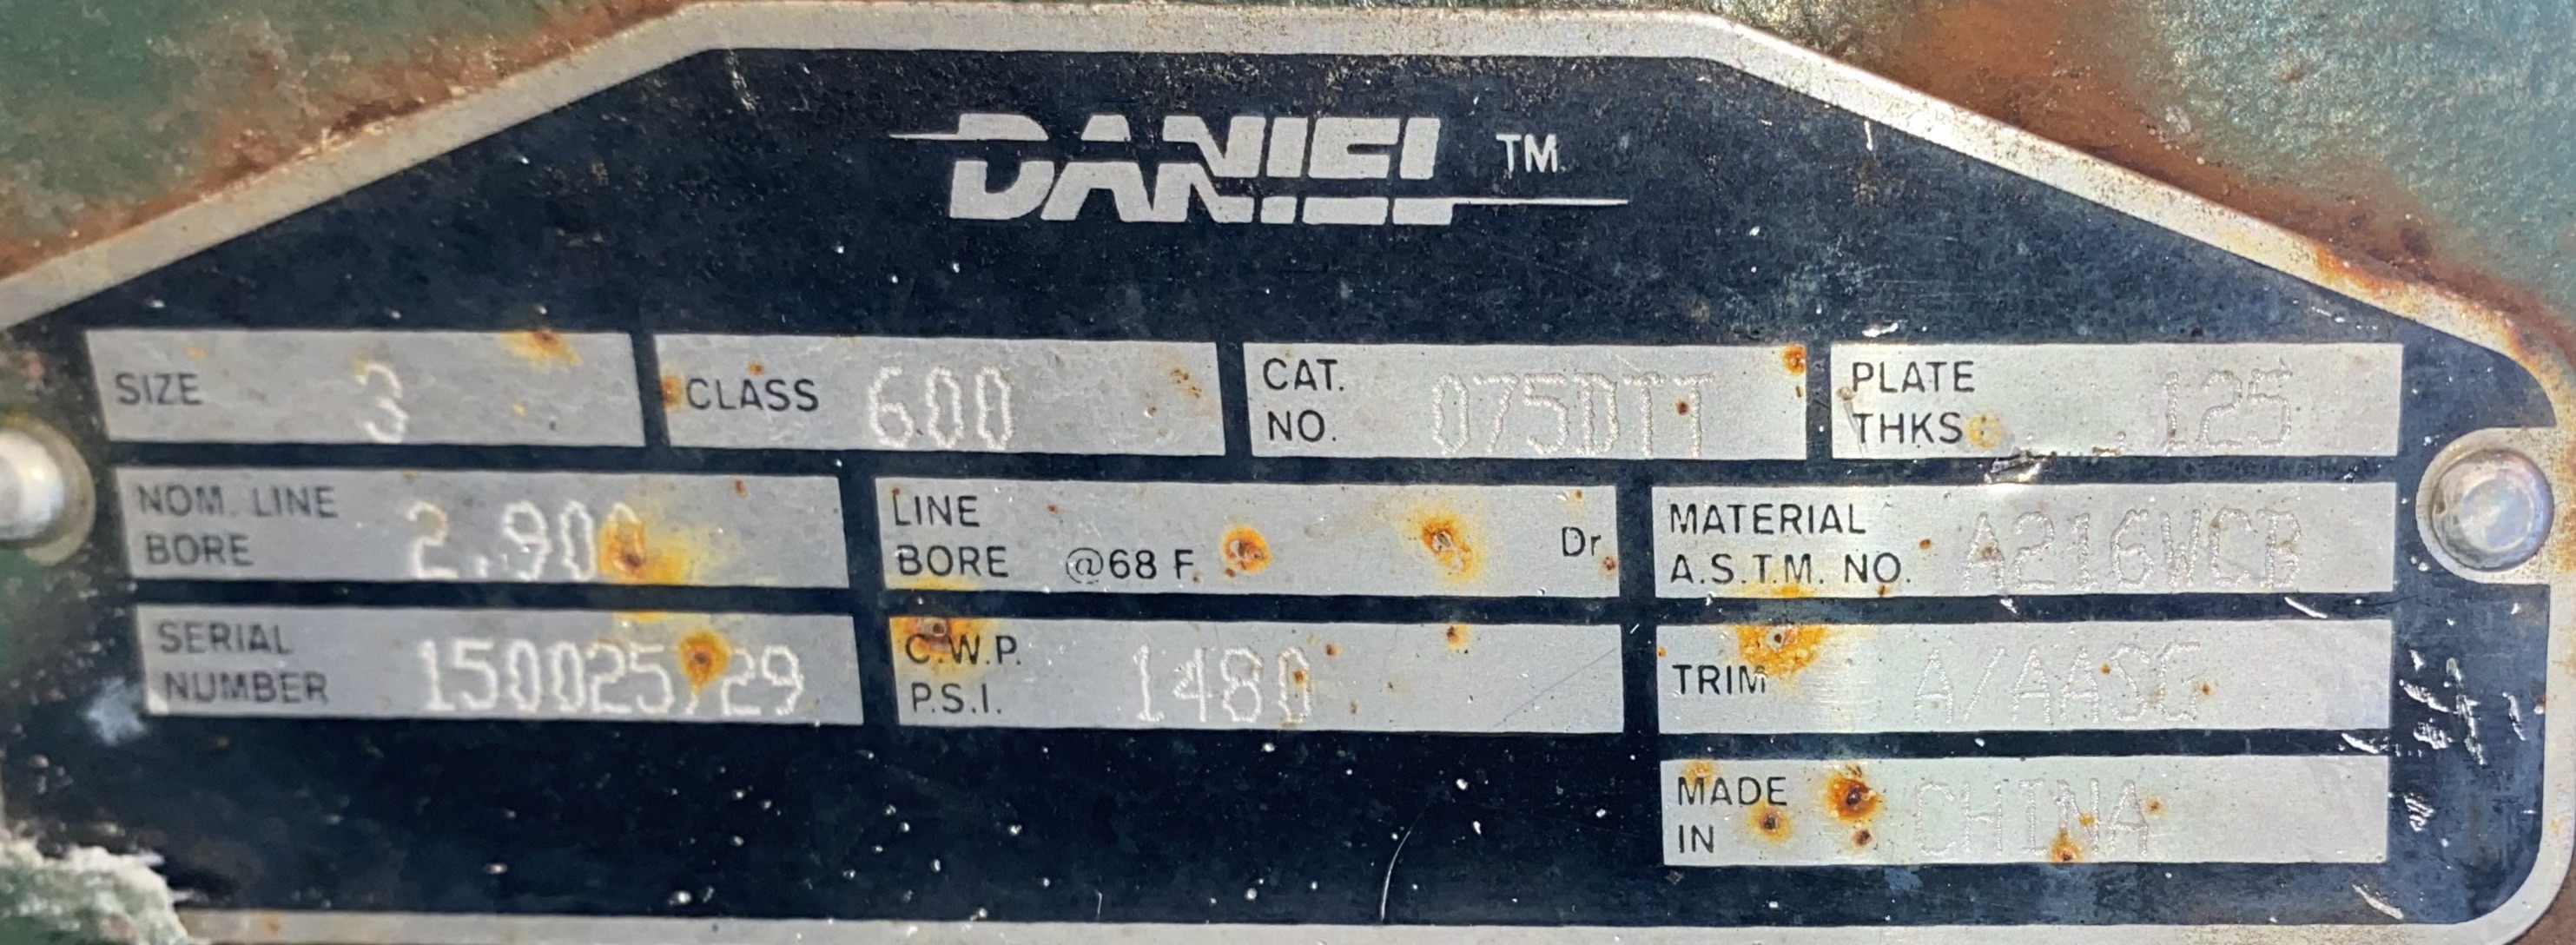 DANIEL TM
SIZE 3 CLASS 600 CAT. NO. 075DTT PLATE THKS. .125
NOM. LINE BORE 2.900 LINE BORE @68 F. Dr. MATERIAL A.S.T.M. NO. A216WCB
SERIAL NUMBER C.W.P. P.S.I. 1480 TRIM A/AASG
MADE IN CHINA